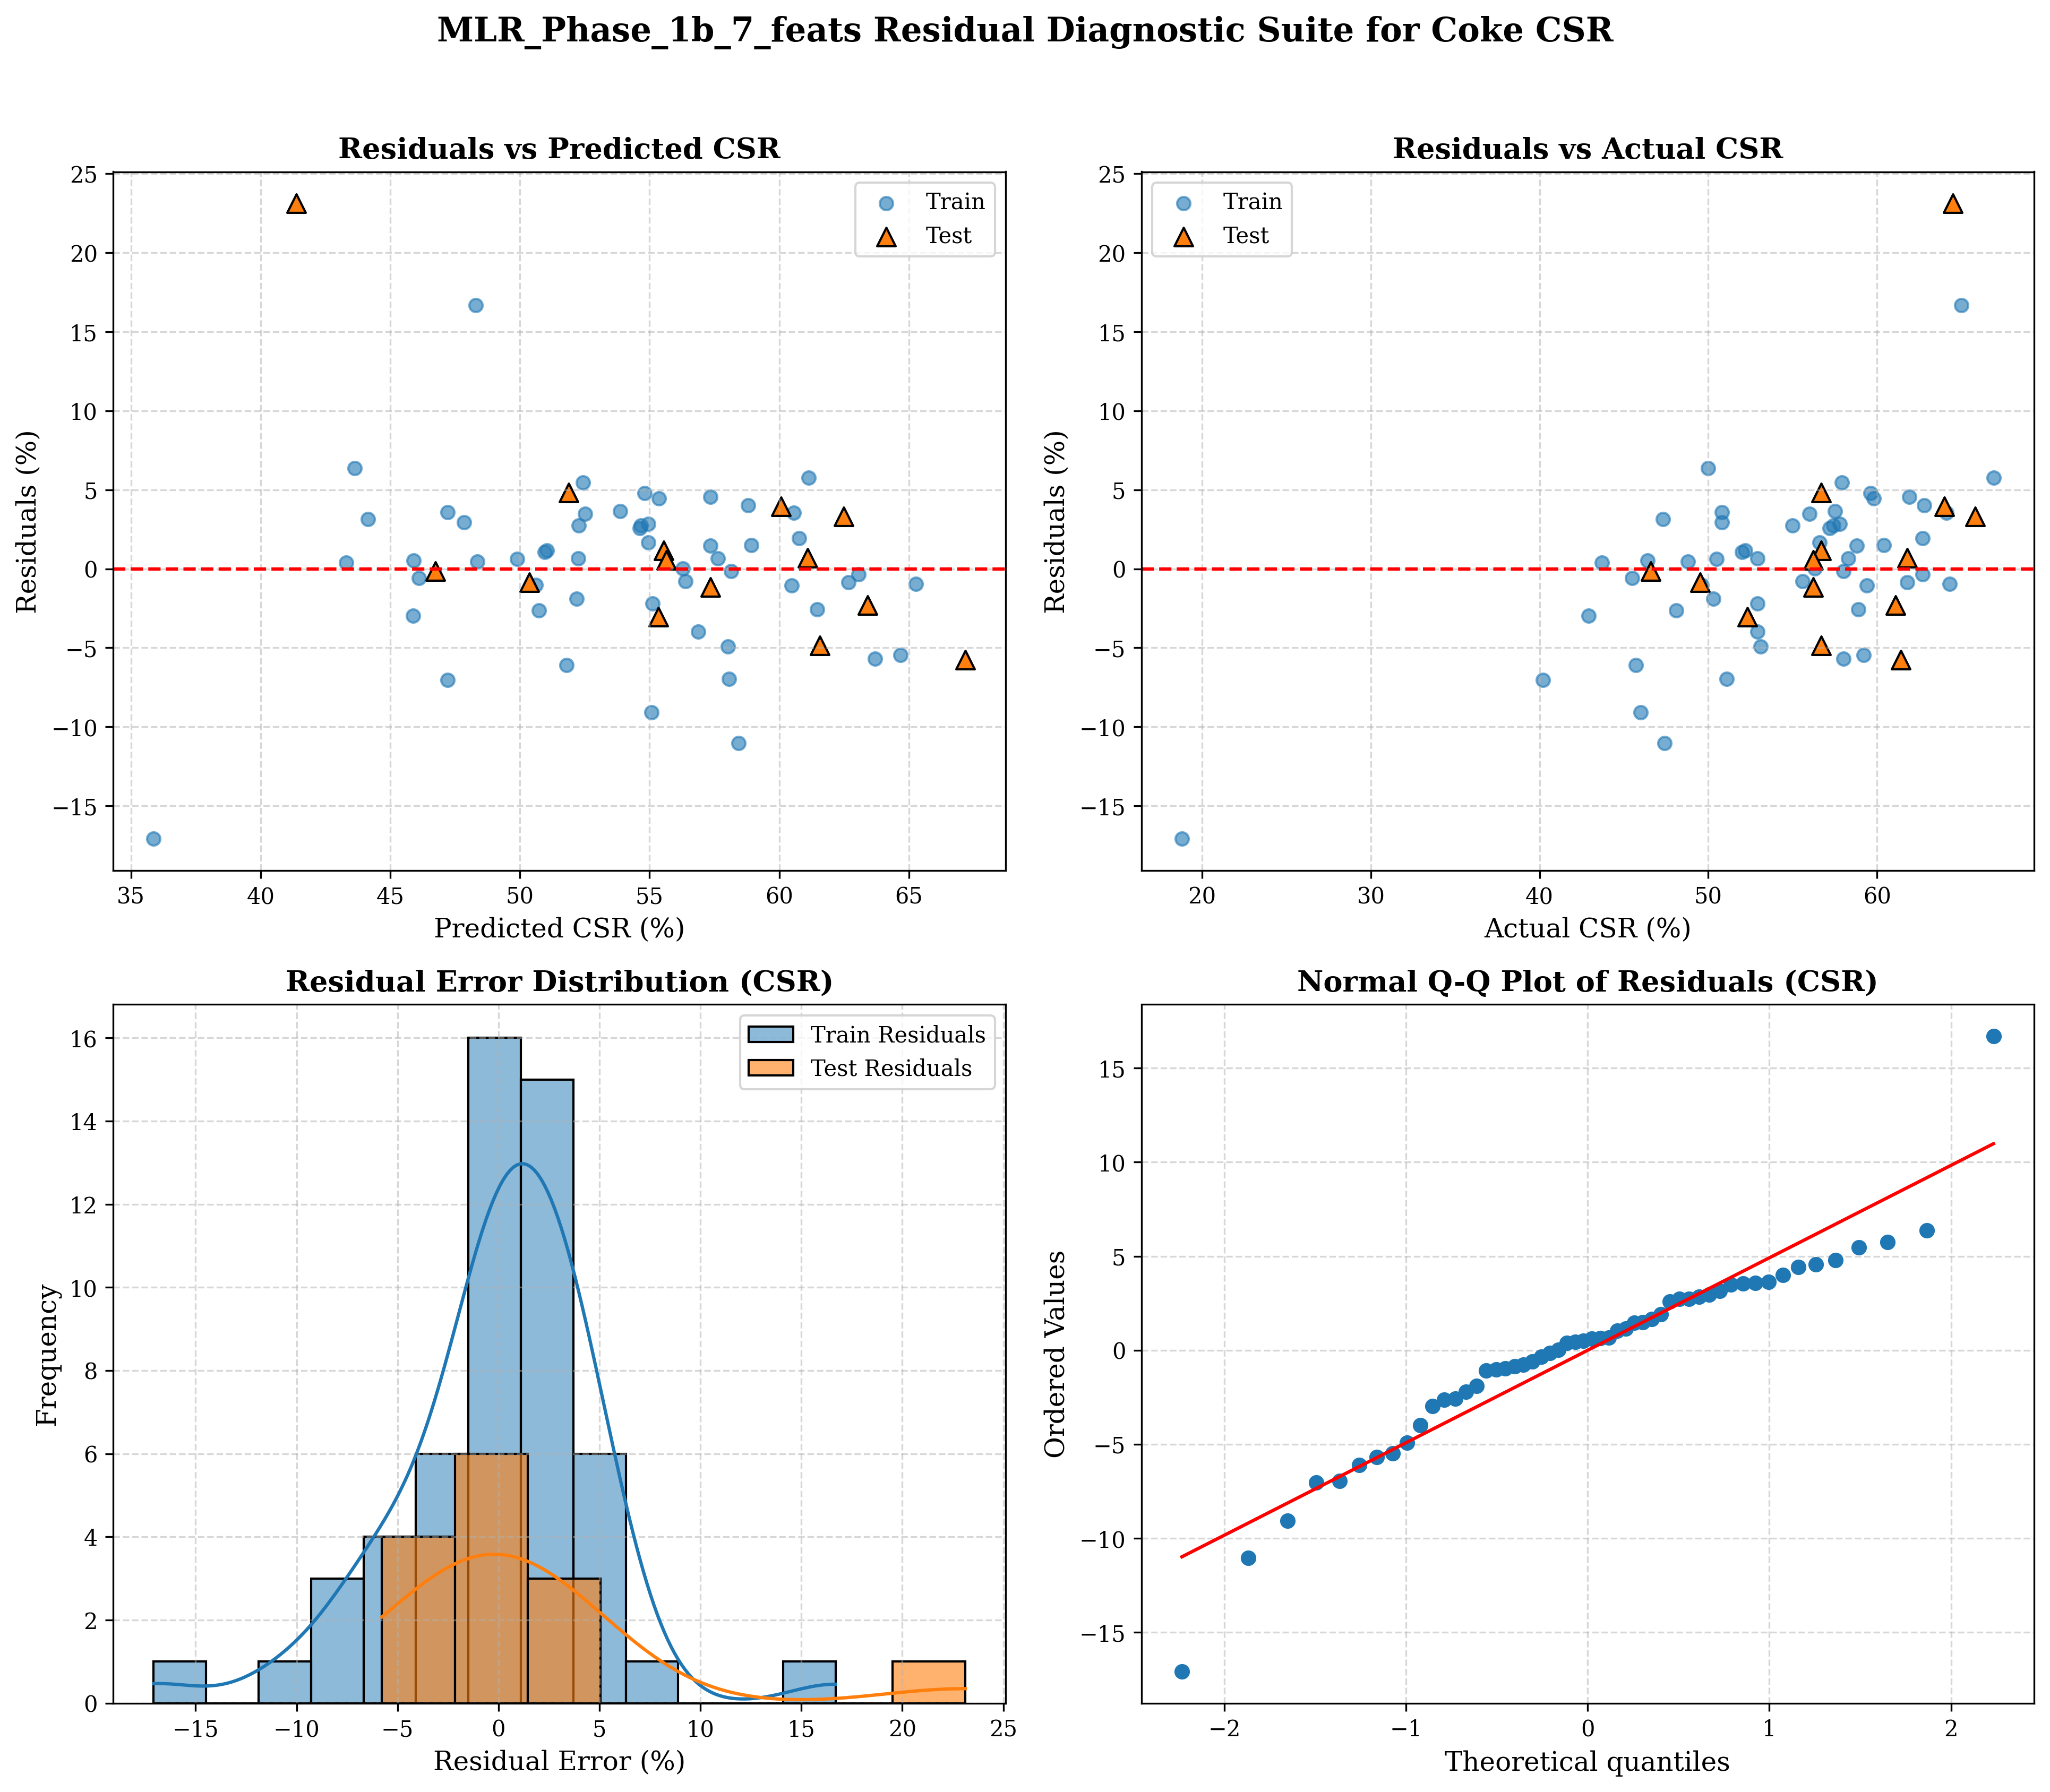 MLR_Phase_1b_7_feats Residual Diagnostic Suite for Coke CSR
Residuals vs Predicted CSR
Residuals (%)
25
20
15
10
5
0
−5
−10
−15
Train
Test
35 40 45 50 55 60 65
Predicted CSR (%)
Residuals vs Actual CSR
Residuals (%)
25
20
15
10
5
0
−5
−10
−15
Train
Test
20 30 40 50 60
Actual CSR (%)
Residual Error Distribution (CSR)
Frequency
16
14
12
10
8
6
4
2
0
Train Residuals
Test Residuals
−15 −10 −5 0 5 10 15 20 25
Residual Error (%)
Normal Q-Q Plot of Residuals (CSR)
Ordered Values
15
10
5
0
−5
−10
−15
−2 −1 0 1 2
Theoretical quantiles